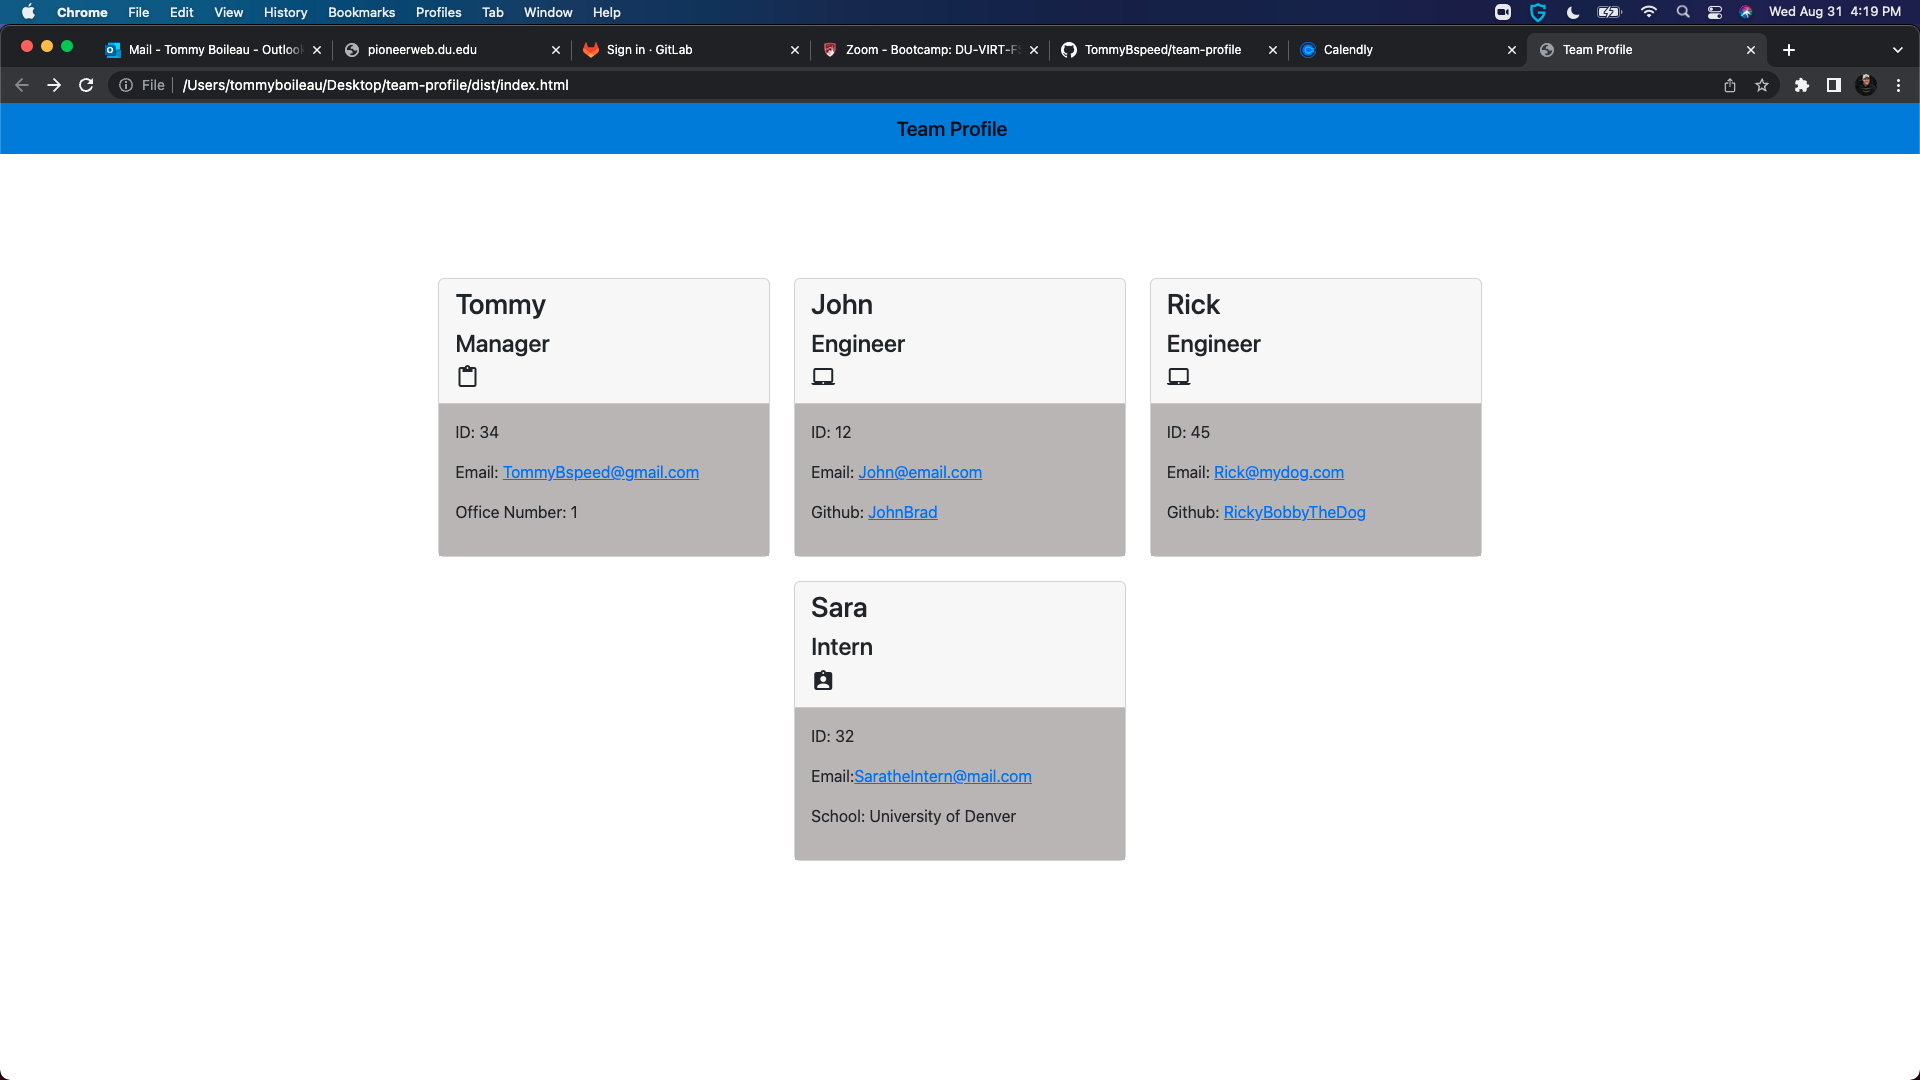 Chrome File Edit View History Bookmarks Profiles Tab Window Help Wed Aug 31 4:19 PM
Mail - Tommy Boileau - Outlook pioneerweb.du.edu Sign in · GitLab Zoom - Bootcamp: DU-VIRT-FS TommyBspeed/team-profile Calendly Team Profile
File /Users/tommyboileau/Desktop/team-profile/dist/index.html
Team Profile
Tommy
Manager
ID: 34
Email: TommyBspeed@gmail.com
Office Number: 1
John
Engineer
ID: 12
Email: John@email.com
Github: JohnBrad
Rick
Engineer
ID: 45
Email: Rick@mydog.com
Github: RickyBobbyTheDog
Sara
Intern
ID: 32
Email:SaratheIntern@mail.com
School: University of Denver